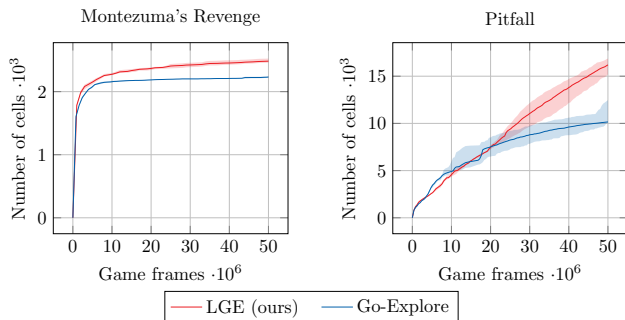 Montezuma's Revenge
Number of cells ·10³
2
1
0
0 10 20 30 40 50
Game frames ·10⁶
Pitfall
Number of cells ·10³
15
10
5
0
0 10 20 30 40 50
Game frames ·10⁶
LGE (ours) Go-Explore